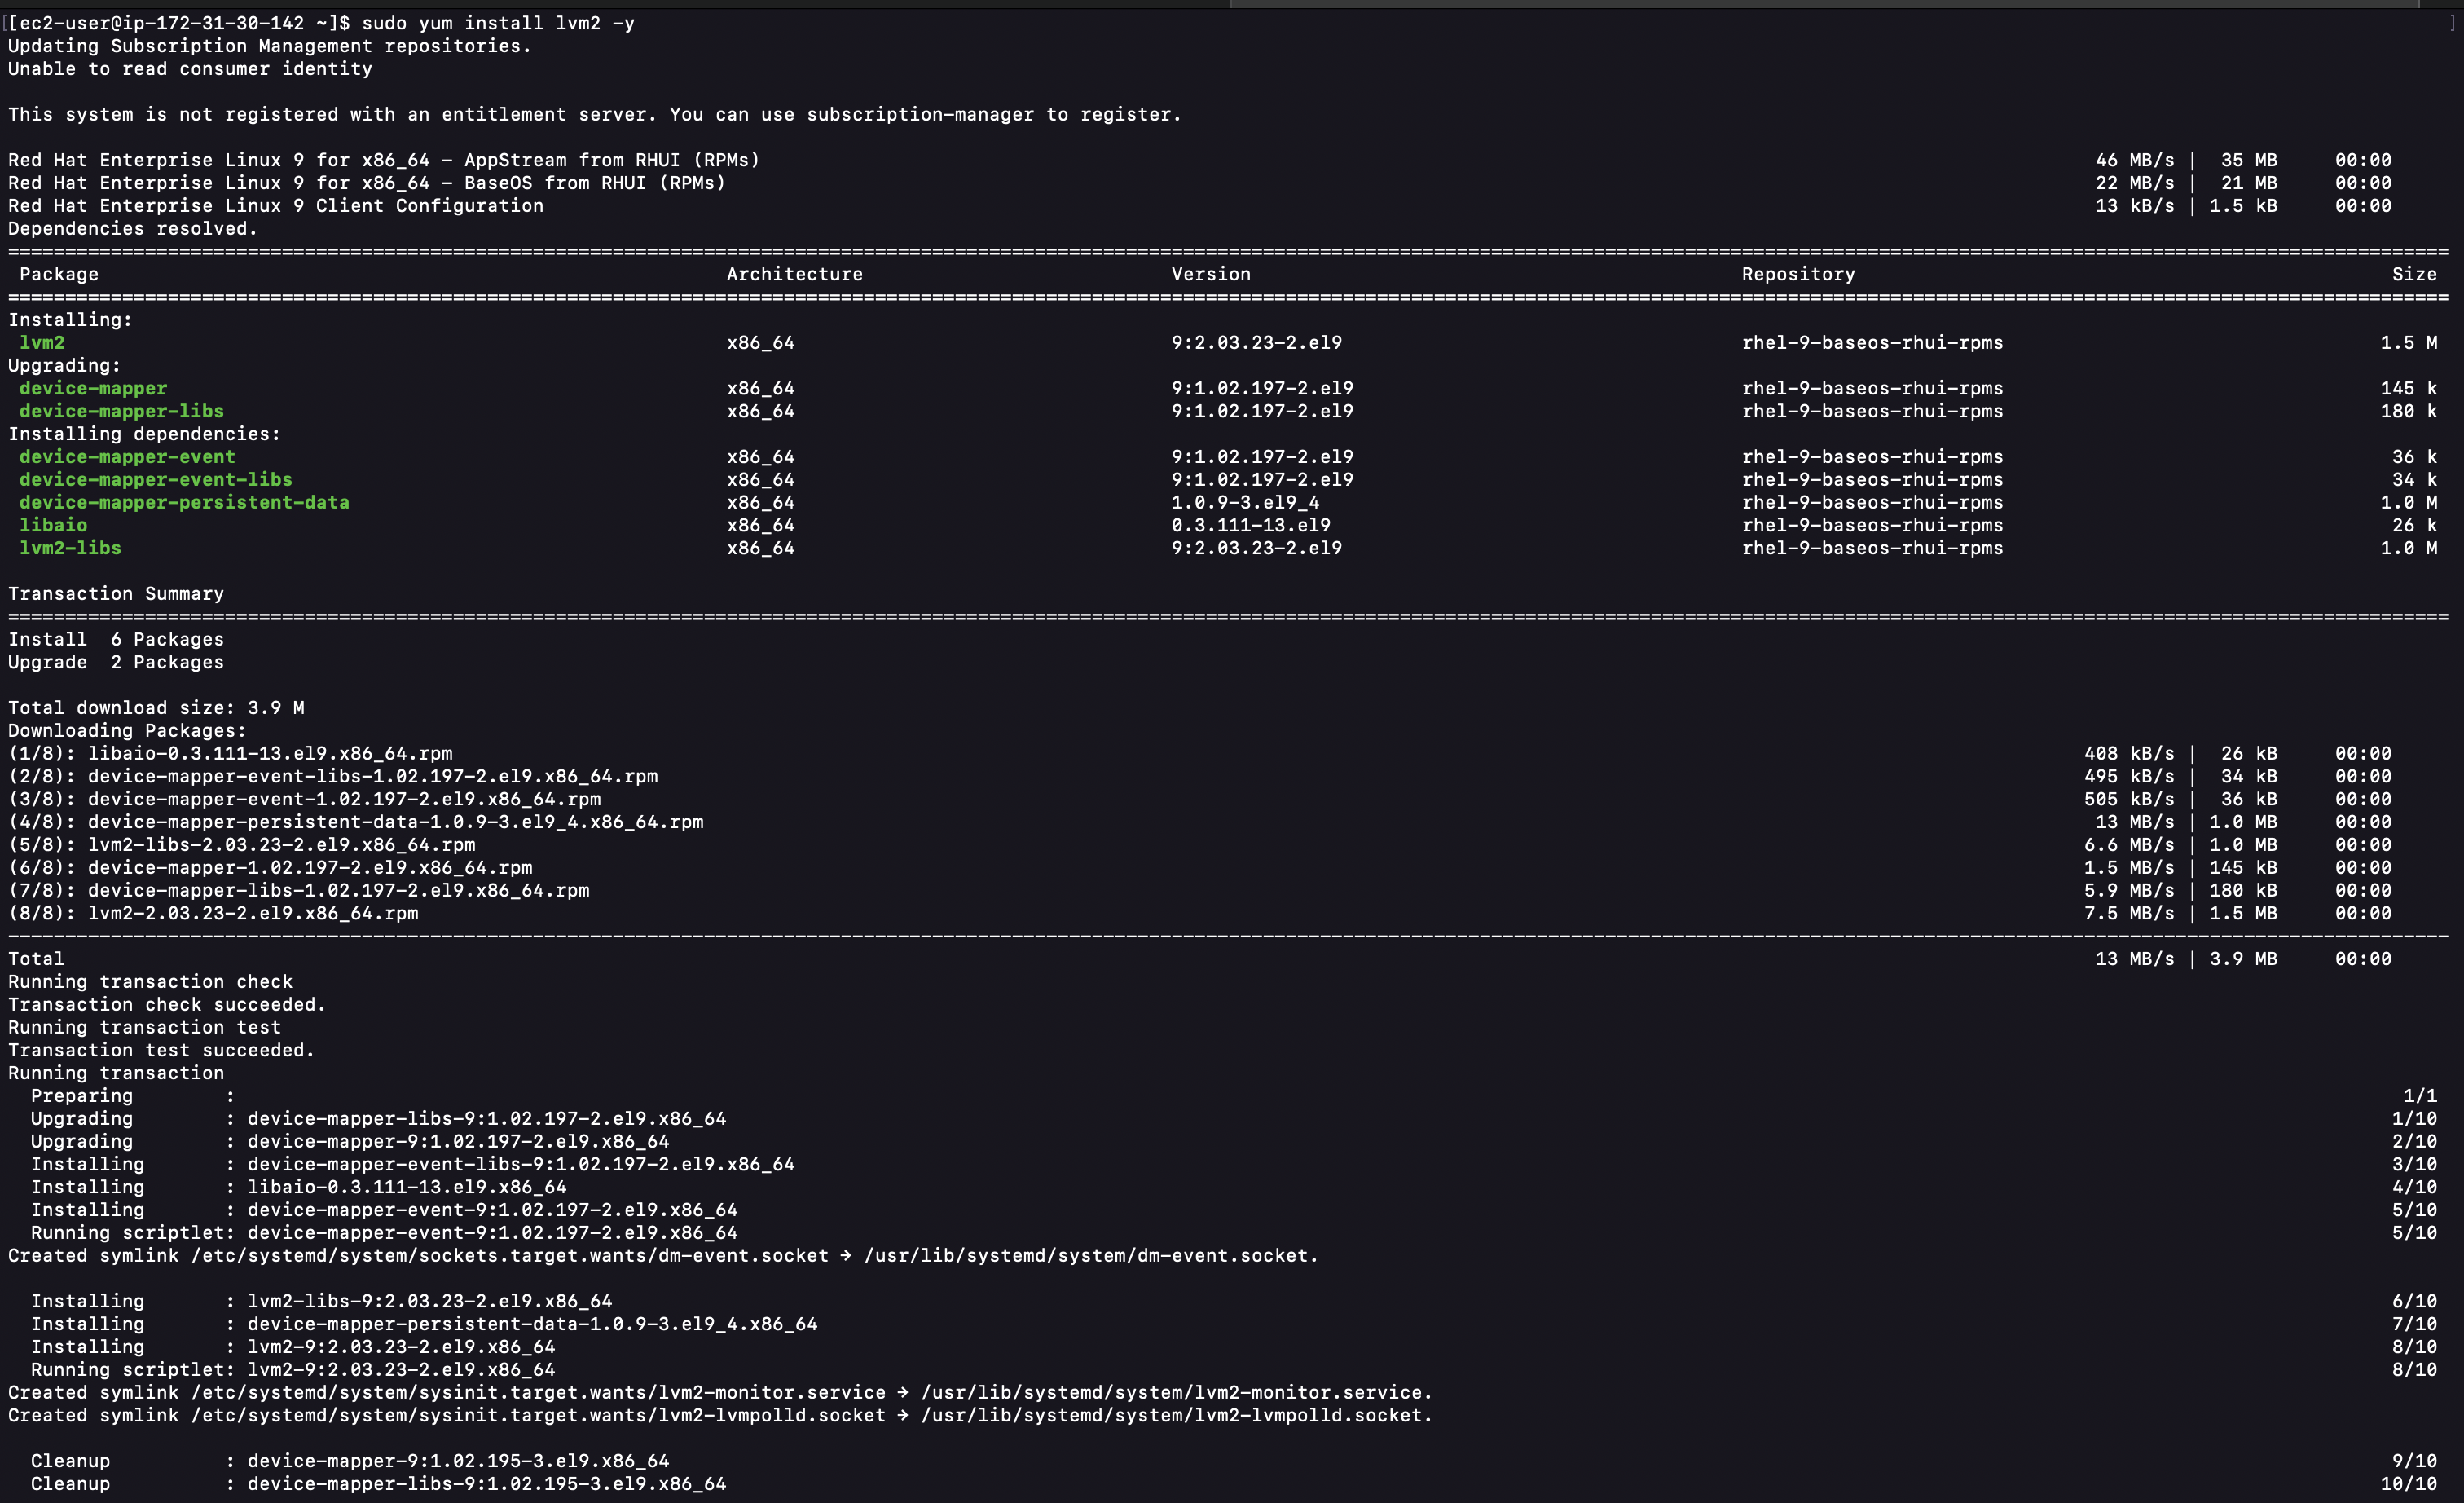 [[ec2-user@ip-172-31-30-142 ~]$ sudo yum install lvm2 -y ]
Updating Subscription Management repositories.
Unable to read consumer identity
This system is not registered with an entitlement server. You can use subscription-manager to register.
Red Hat Enterprise Linux 9 for x86_64 - AppStream from RHUI (RPMs) 46 MB/s | 35 MB 00:00
Red Hat Enterprise Linux 9 for x86_64 - BaseOS from RHUI (RPMs) 22 MB/s | 21 MB 00:00
Red Hat Enterprise Linux 9 Client Configuration 13 kB/s | 1.5 kB 00:00
Dependencies resolved.
Package Architecture Version Repository Size
Installing:
lvm2 x86_64 9:2.03.23-2.el9 rhel-9-baseos-rhui-rpms 1.5 M
Upgrading:
device-mapper x86_64 9:1.02.197-2.el9 rhel-9-baseos-rhui-rpms 145 k
device-mapper-libs x86_64 9:1.02.197-2.el9 rhel-9-baseos-rhui-rpms 180 k
Installing dependencies:
device-mapper-event x86_64 9:1.02.197-2.el9 rhel-9-baseos-rhui-rpms 36 k
device-mapper-event-libs x86_64 9:1.02.197-2.el9 rhel-9-baseos-rhui-rpms 34 k
device-mapper-persistent-data x86_64 1.0.9-3.el9_4 rhel-9-baseos-rhui-rpms 1.0 M
libaio x86_64 0.3.111-13.el9 rhel-9-baseos-rhui-rpms 26 k
lvm2-libs x86_64 9:2.03.23-2.el9 rhel-9-baseos-rhui-rpms 1.0 M
Transaction Summary
Install 6 Packages
Upgrade 2 Packages
Total download size: 3.9 M
Downloading Packages:
(1/8): libaio-0.3.111-13.el9.x86_64.rpm 408 kB/s | 26 kB 00:00
(2/8): device-mapper-event-libs-1.02.197-2.el9.x86_64.rpm 495 kB/s | 34 kB 00:00
(3/8): device-mapper-event-1.02.197-2.el9.x86_64.rpm 505 kB/s | 36 kB 00:00
(4/8): device-mapper-persistent-data-1.0.9-3.el9_4.x86_64.rpm 13 MB/s | 1.0 MB 00:00
(5/8): lvm2-libs-2.03.23-2.el9.x86_64.rpm 6.6 MB/s | 1.0 MB 00:00
(6/8): device-mapper-1.02.197-2.el9.x86_64.rpm 1.5 MB/s | 145 kB 00:00
(7/8): device-mapper-libs-1.02.197-2.el9.x86_64.rpm 5.9 MB/s | 180 kB 00:00
(8/8): lvm2-2.03.23-2.el9.x86_64.rpm 7.5 MB/s | 1.5 MB 00:00
Total 13 MB/s | 3.9 MB 00:00
Running transaction check
Transaction check succeeded.
Running transaction test
Transaction test succeeded.
Running transaction
Preparing : 1/1
Upgrading : device-mapper-libs-9:1.02.197-2.el9.x86_64 1/10
Upgrading : device-mapper-9:1.02.197-2.el9.x86_64 2/10
Installing : device-mapper-event-libs-9:1.02.197-2.el9.x86_64 3/10
Installing : libaio-0.3.111-13.el9.x86_64 4/10
Installing : device-mapper-event-9:1.02.197-2.el9.x86_64 5/10
Running scriptlet: device-mapper-event-9:1.02.197-2.el9.x86_64 5/10
Created symlink /etc/systemd/system/sockets.target.wants/dm-event.socket → /usr/lib/systemd/system/dm-event.socket.
Installing : lvm2-libs-9:2.03.23-2.el9.x86_64 6/10
Installing : device-mapper-persistent-data-1.0.9-3.el9_4.x86_64 7/10
Installing : lvm2-9:2.03.23-2.el9.x86_64 8/10
Running scriptlet: lvm2-9:2.03.23-2.el9.x86_64 8/10
Created symlink /etc/systemd/system/sysinit.target.wants/lvm2-monitor.service → /usr/lib/systemd/system/lvm2-monitor.service.
Created symlink /etc/systemd/system/sysinit.target.wants/lvm2-lvmpolld.socket → /usr/lib/systemd/system/lvm2-lvmpolld.socket.
Cleanup : device-mapper-9:1.02.195-3.el9.x86_64 9/10
Cleanup : device-mapper-libs-9:1.02.195-3.el9.x86_64 10/10